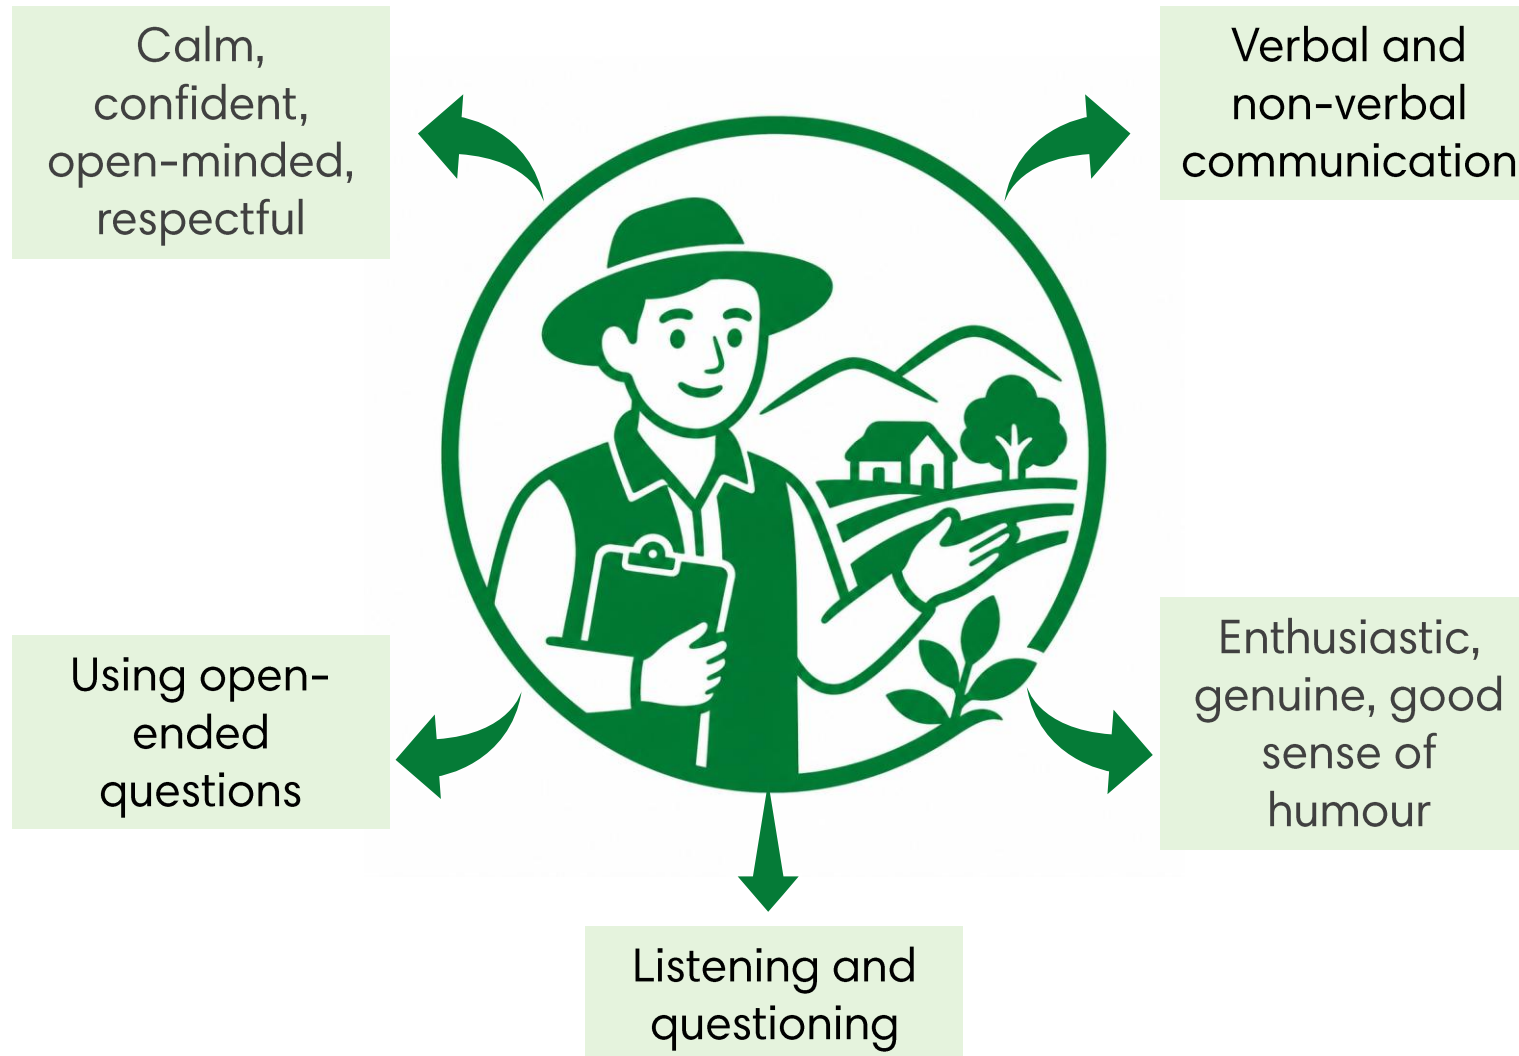 Calm,
confident,
open-minded,
respectful
Verbal and
non-verbal
communication
Using open-
ended
questions
Enthusiastic,
genuine, good
sense of
humour
Listening and
questioning